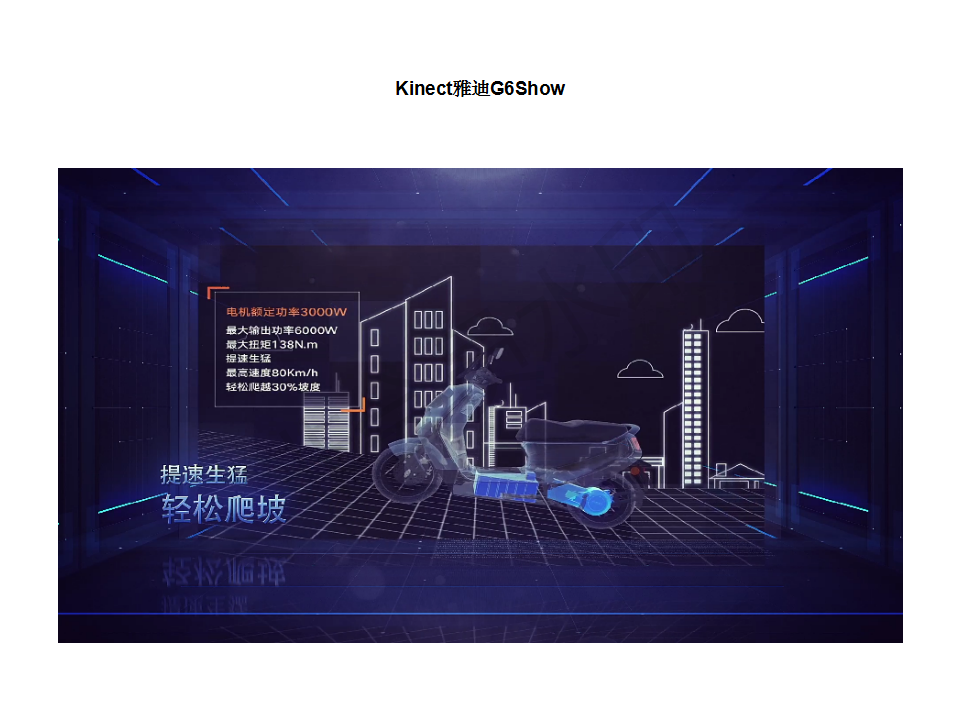 Kinect雅迪G6Show
电机额定功率3000W
最大输出功率6000W
最大扭矩138N.m
提速生猛
最高速度80Km/h
轻松爬越30%坡度
提速生猛
轻松爬坡